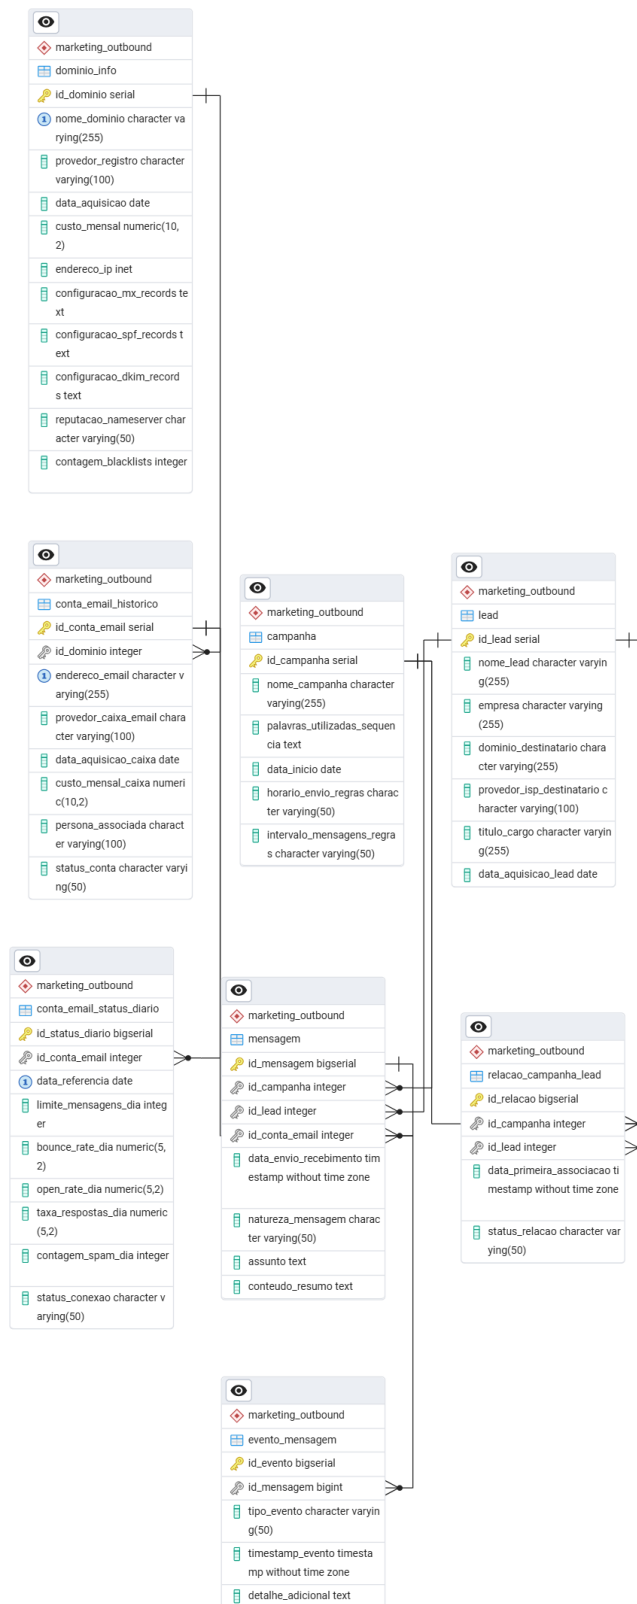 marketing_outbound
dominio_info
id_dominio serial
nome_dominio character va
rying(255)
provedor_registro character
varying(100)
data_aquisicao date
custo_mensal numeric(10,
2)
endereco_ip inet
configuracao_mx_records te
xt
configuracao_spf_records t
ext
configuracao_dkim_record
s text
reputacao_nameserver char
acter varying(50)
contagem_blacklists integer
marketing_outbound
conta_email_historico
id_conta_email serial
id_dominio integer
endereco_email character v
arying(255)
provedor_caixa_email chara
cter varying(100)
data_aquisicao_caixa date
custo_mensal_caixa numeri
c(10,2)
persona_associada charact
er varying(100)
status_conta character varyi
ng(50)
marketing_outbound
campanha
id_campanha serial
nome_campanha character
varying(255)
palavras_utilizadas_sequen
cia text
data_inicio date
horario_envio_regras charac
ter varying(50)
intervalo_mensagens_regra
s character varying(50)
marketing_outbound
lead
id_lead serial
nome_lead character varyin
g(255)
empresa character varying
(255)
dominio_destinatario chara
cter varying(255)
provedor_isp_destinatario c
haracter varying(100)
titulo_cargo character varyin
g(255)
data_aquisicao_lead date
marketing_outbound
conta_email_status_diario
id_status_diario bigserial
id_conta_email integer
data_referencia date
limite_mensagens_dia integ
er
bounce_rate_dia numeric(5,
2)
open_rate_dia numeric(5,2)
taxa_respostas_dia numeric
(5,2)
contagem_spam_dia integer
status_conexao character v
arying(50)
marketing_outbound
mensagem
id_mensagem bigserial
id_campanha integer
id_lead integer
id_conta_email integer
data_envio_recebimento tim
estamp without time zone
natureza_mensagem charac
ter varying(50)
assunto text
conteudo_resumo text
marketing_outbound
relacao_campanha_lead
id_relacao bigserial
id_campanha integer
id_lead integer
data_primeira_associacao ti
mestamp without time zone
status_relacao character var
ying(50)
marketing_outbound
evento_mensagem
id_evento bigserial
id_mensagem bigint
tipo_evento character varyin
g(50)
timestamp_evento timesta
mp without time zone
detalhe_adicional text